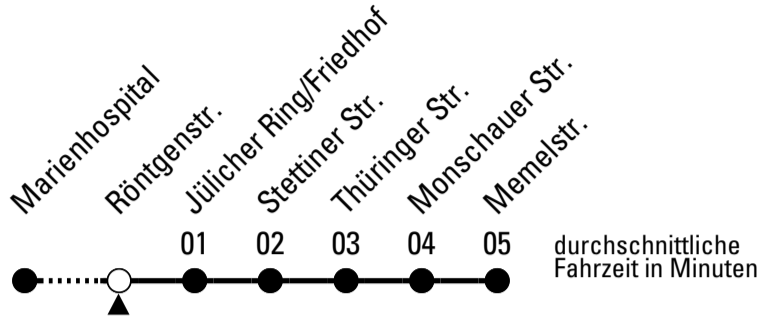 Marienhospital
Röntgenstr.
Jülicher Ring/Friedhof
Stettiner Str.
Thüringer Str.
Monschauer Str.
Memelstr.
01 02 03 04 05
durchschnittliche
Fahrzeit in Minuten